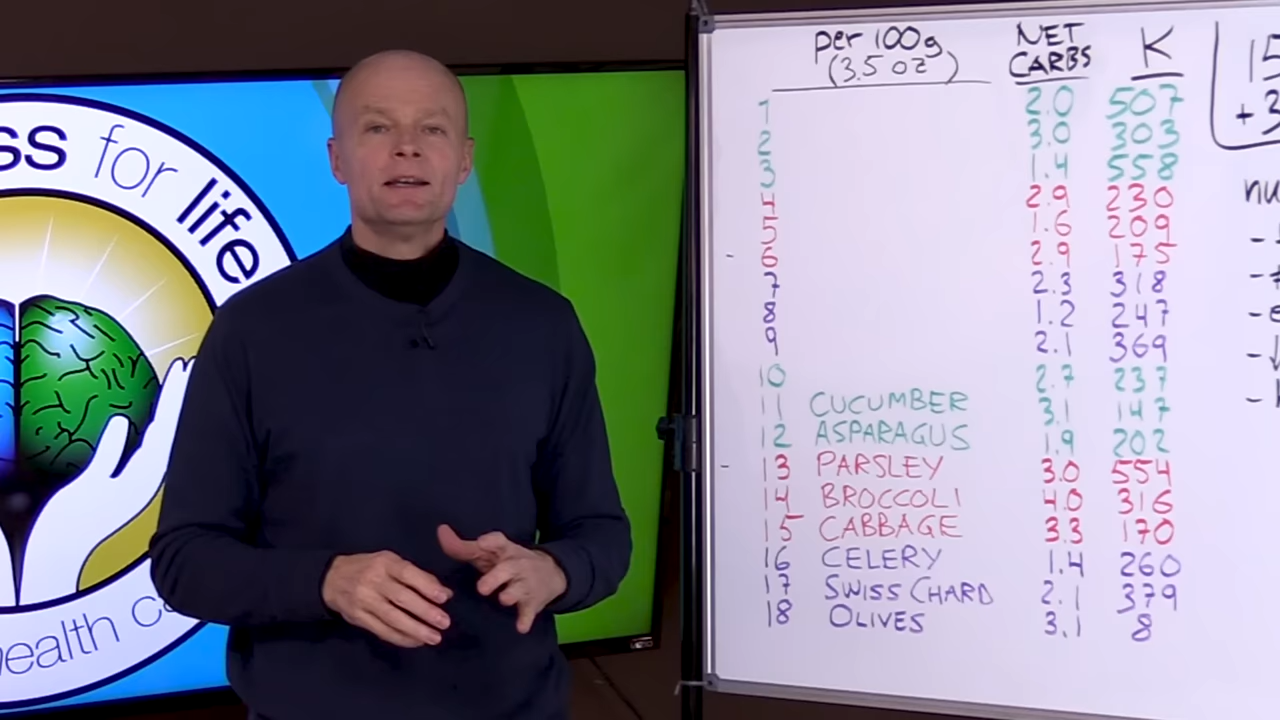 ss for life
health ca
per 100g NET CARBS K
(3.5 oz)
1 2.0 507
2 3.0 303
3 1.4 558
4 2.9 230
5 1.6 209
- 6 2.9 175
7 2.3 318
8 1.2 247
9 2.1 369
10 2.7 237
11 CUCUMBER 3.1 147
12 ASPARAGUS 1.9 202
- 13 PARSLEY 3.0 554
14 BROCCOLI 4.0 316
15 CABBAGE 3.3 170
16 CELERY 1.4 260
17 SWISS CHARD 2.1 379
18 OLIVES 3.1 8
15
+3
nu